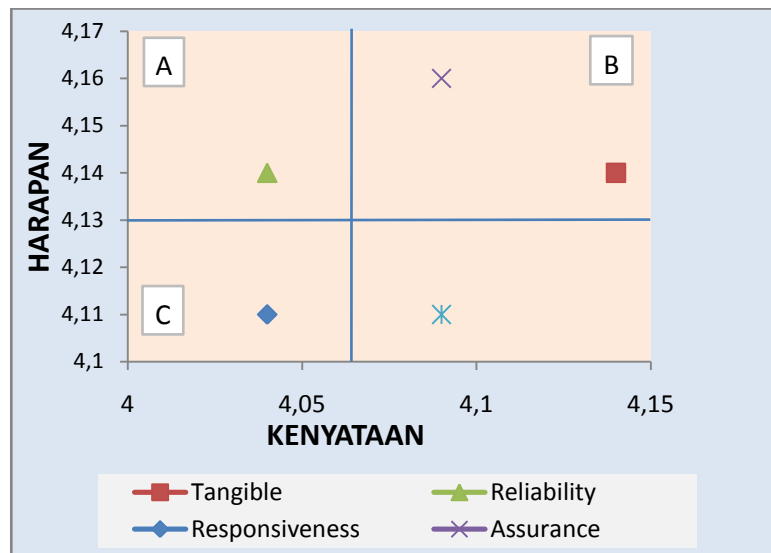 HARAPAN
4,17
4,16
4,15
4,14
4,13
4,12
4,11
4,1
A
B
C
4
4,05
4,1
4,15
KENYATAAN
Tangible
Reliability
Responsiveness
Assurance